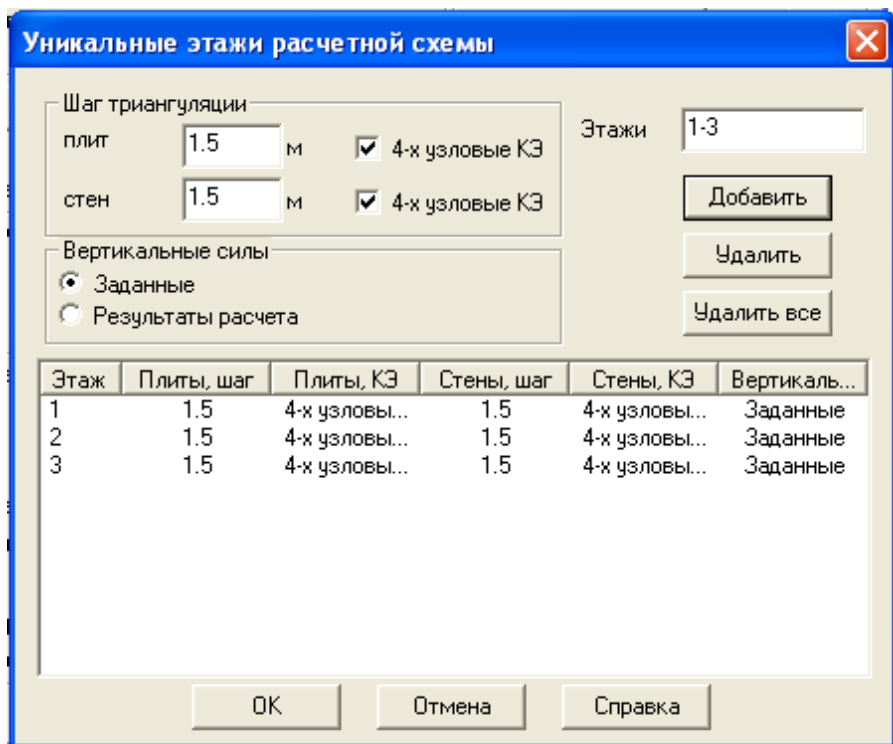 Уникальные этажи расчетной схемы
Шаг триангуляции
плит 1.5 м 4-х узловые КЭ
стен 1.5 м 4-х узловые КЭ
Этажи 1-3
Добавить
Удалить
Удалить все
Вертикальные силы
Заданные
Результаты расчета
Этаж Плиты, шаг Плиты, КЭ Стены, шаг Стены, КЭ Вертикаль...
1 1.5 4-х узловы... 1.5 4-х узловы... Заданные
2 1.5 4-х узловы... 1.5 4-х узловы... Заданные
3 1.5 4-х узловы... 1.5 4-х узловы... Заданные
OK Отмена Справка